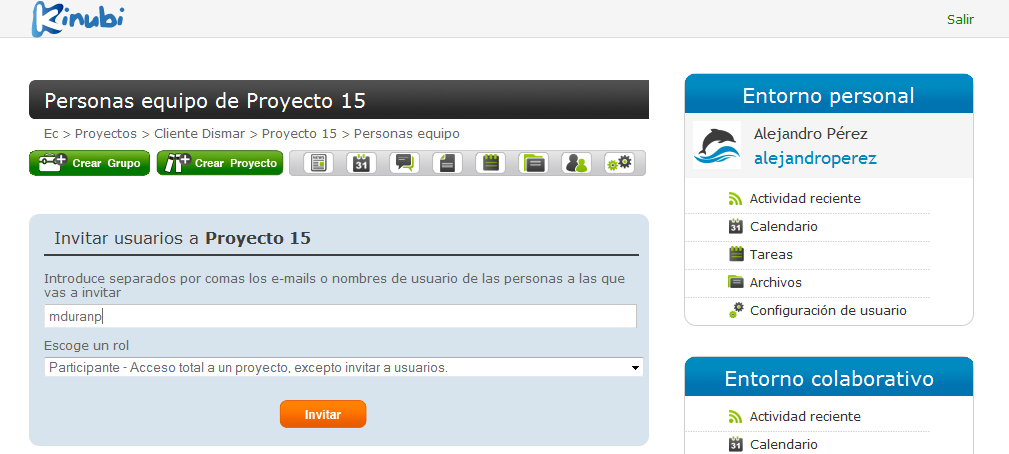 Kinubi
Salir
Personas equipo de Proyecto 15
Ec > Proyectos > Cliente Dismar > Proyecto 15 > Personas equipo
Crear Grupo
Crear Proyecto
31
Invitar usuarios a Proyecto 15
Introduce separados por comas los e-mails o nombres de usuario de las personas a las que
vas a invitar
mduranp
Escoge un rol
Participante - Acceso total a un proyecto, excepto invitar a usuarios.
Invitar
Entorno personal
Alejandro Pérez
alejandroperez
Actividad reciente
31 Calendario
Tareas
Archivos
Configuración de usuario
Entorno colaborativo
Actividad reciente
31 Calendario